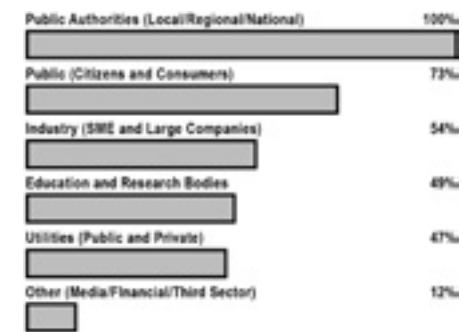 Public Authorities (Local/Regional/National) 100%
Public (Citizens and Consumers) 73%
Industry (SME and Large Companies) 54%
Education and Research Bodies 49%
Utilities (Public and Private) 47%
Other (Media/Financial/Third Sector) 12%